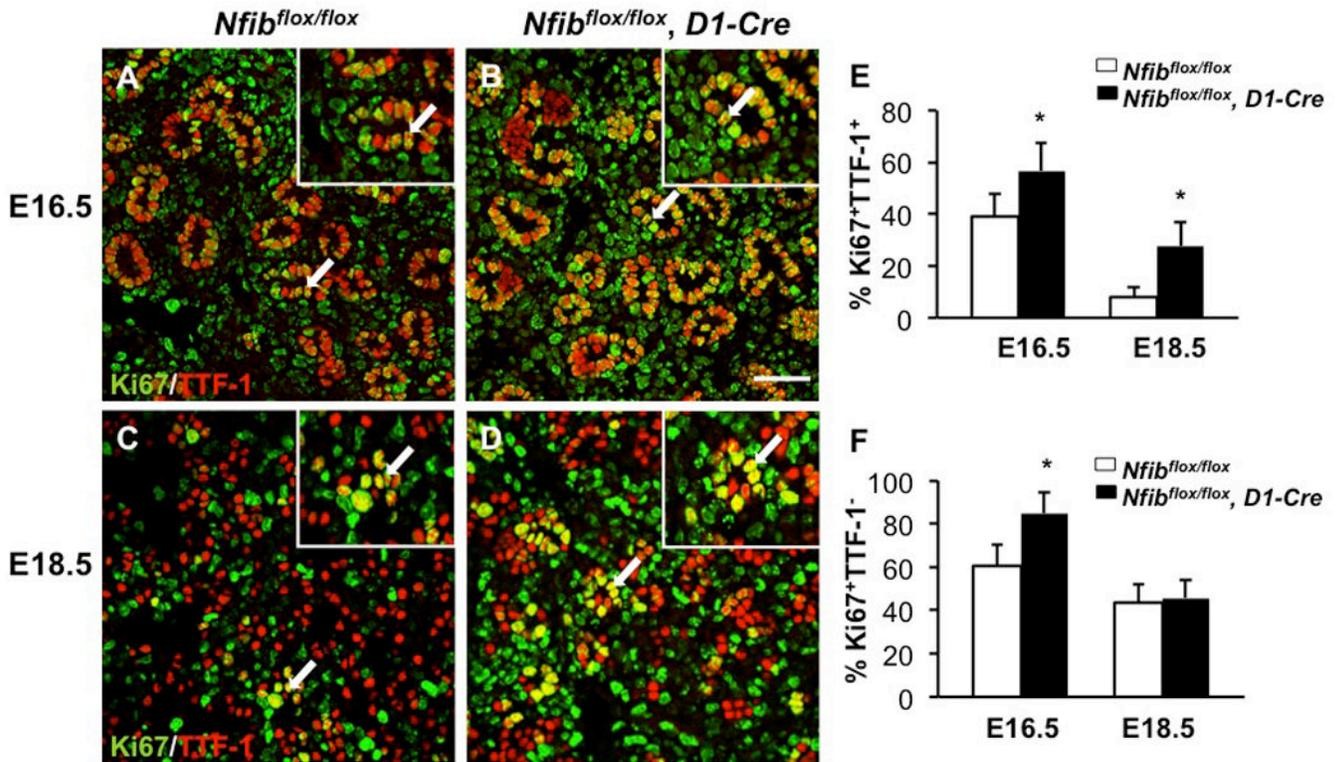 Nfibflox/flox
Nfibflox/flox, D1-Cre
E16.5
A
B
Ki67/TTF-1
E18.5
C
D
Ki67/TTF-1
E
Nfibflox/flox
Nfibflox/flox, D1-Cre
% Ki67+TTF-1+
80
60
40
20
0
*
*
E16.5
E18.5
F
Nfibflox/flox
Nfibflox/flox, D1-Cre
% Ki67+TTF-1-
100
80
60
40
20
0
*
E16.5
E18.5